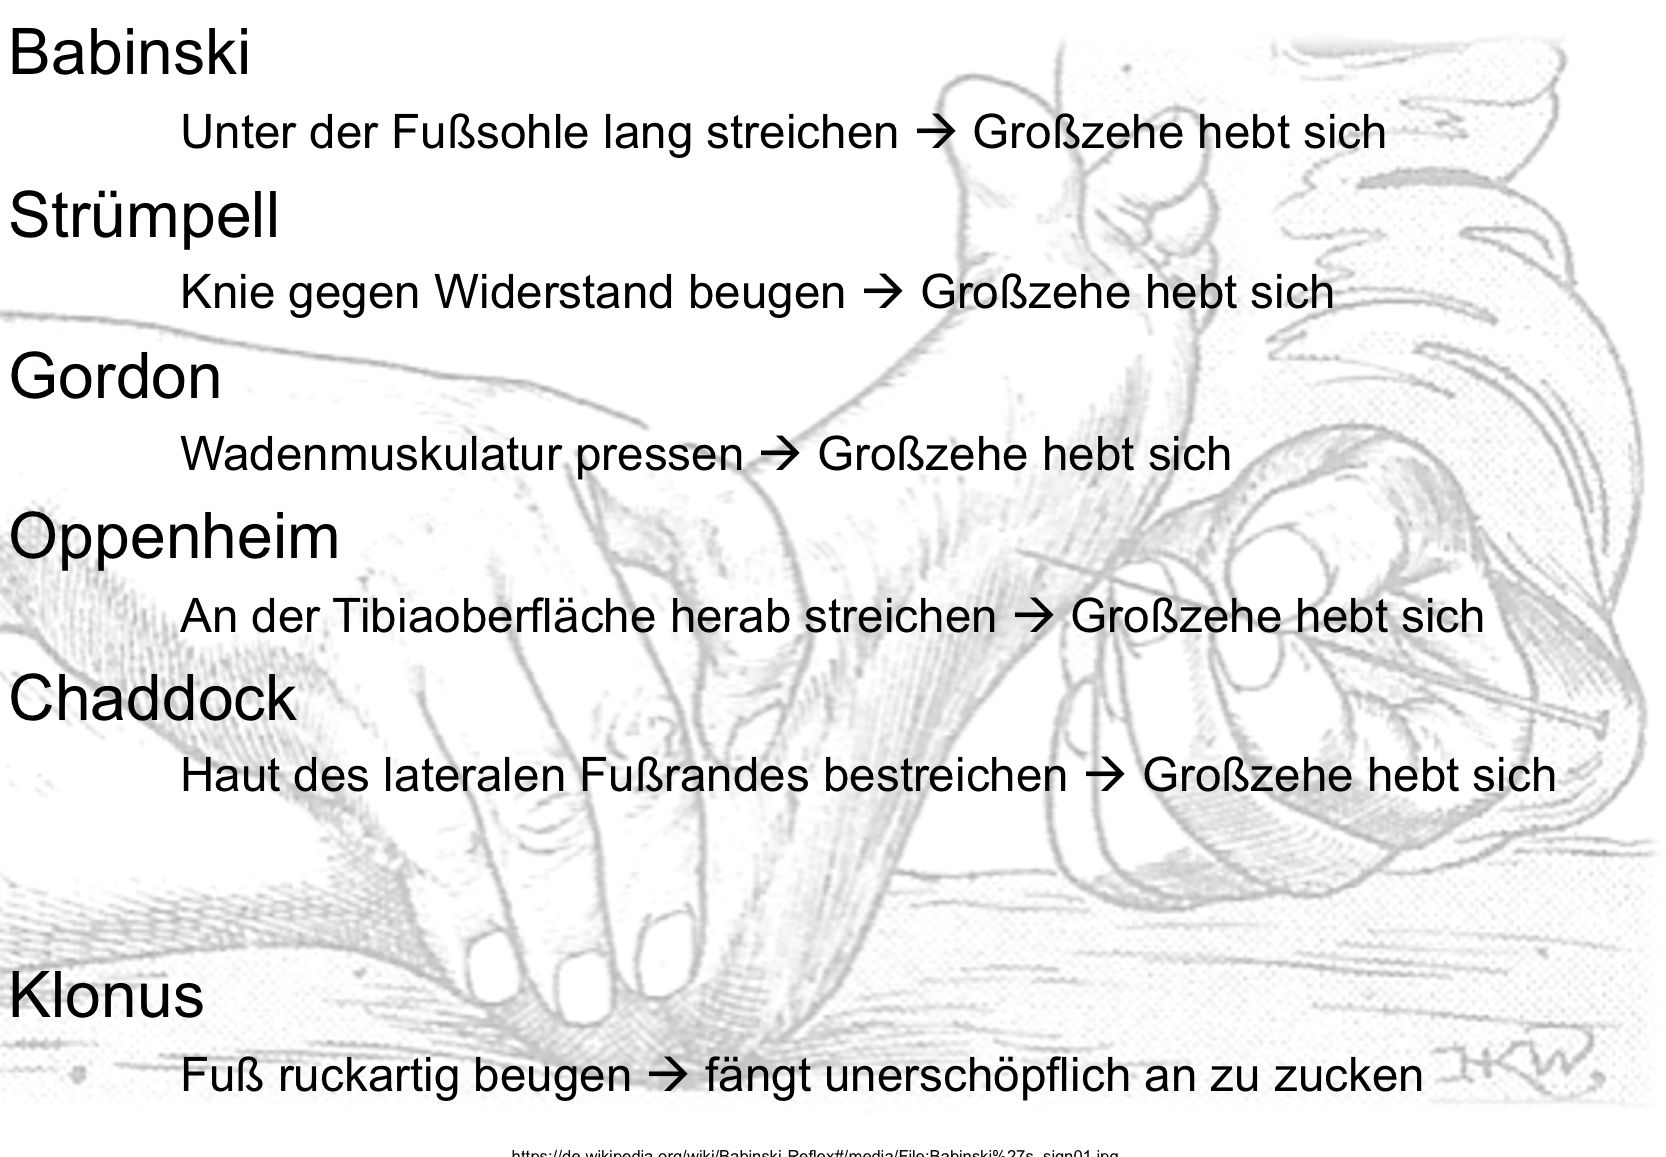 Babinski
Unter der Fußsohle lang streichen → Großzehe hebt sich
Strümpell
Knie gegen Widerstand beugen → Großzehe hebt sich
Gordon
Wadenmuskulatur pressen → Großzehe hebt sich
Oppenheim
An der Tibiaoberfläche herab streichen → Großzehe hebt sich
Chaddock
Haut des lateralen Fußrandes bestreichen → Großzehe hebt sich
Klonus
Fuß ruckartig beugen → fängt unerschöpflich an zu zucken
HKW.
https://de.wikipedia.org/wiki/Babinski-Reflex#/media/File:Babinski%27s_sign01.jpg